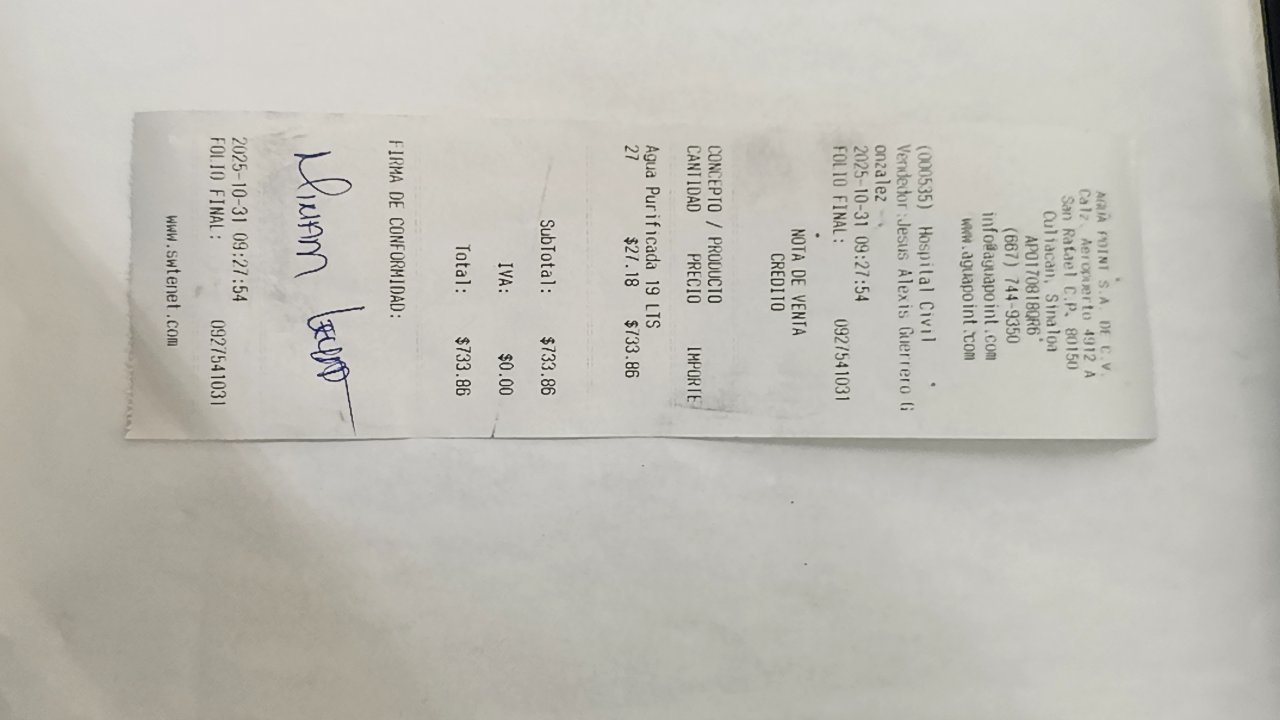 AGUA POINT S.A. DE C.V.
Calz. Aeropuerto 4912 A
San Rafael C.P. 80150
Culiacan, Sinaloa
APO170818QR6
(667) 744-9350
info@aguapoint.com
www.aguapoint.com
(000535) Hospital Civil
Vendedor:Jesus Alexis Guerrero G
onzalez
2025-10-31 09:27:54
FOLIO FINAL: 0927541031
NOTA DE VENTA
CREDITO
CONCEPTO / PRODUCTO
CANTIDAD PRECIO IMPORTE
Agua Purificada 19 LTS
27 $27.18 $733.86
SubTotal: $733.86
IVA: $0.00
Total: $733.86
FIRMA DE CONFORMIDAD:
2025-10-31 09:27:54
FOLIO FINAL: 0927541031
www.swtenet.com